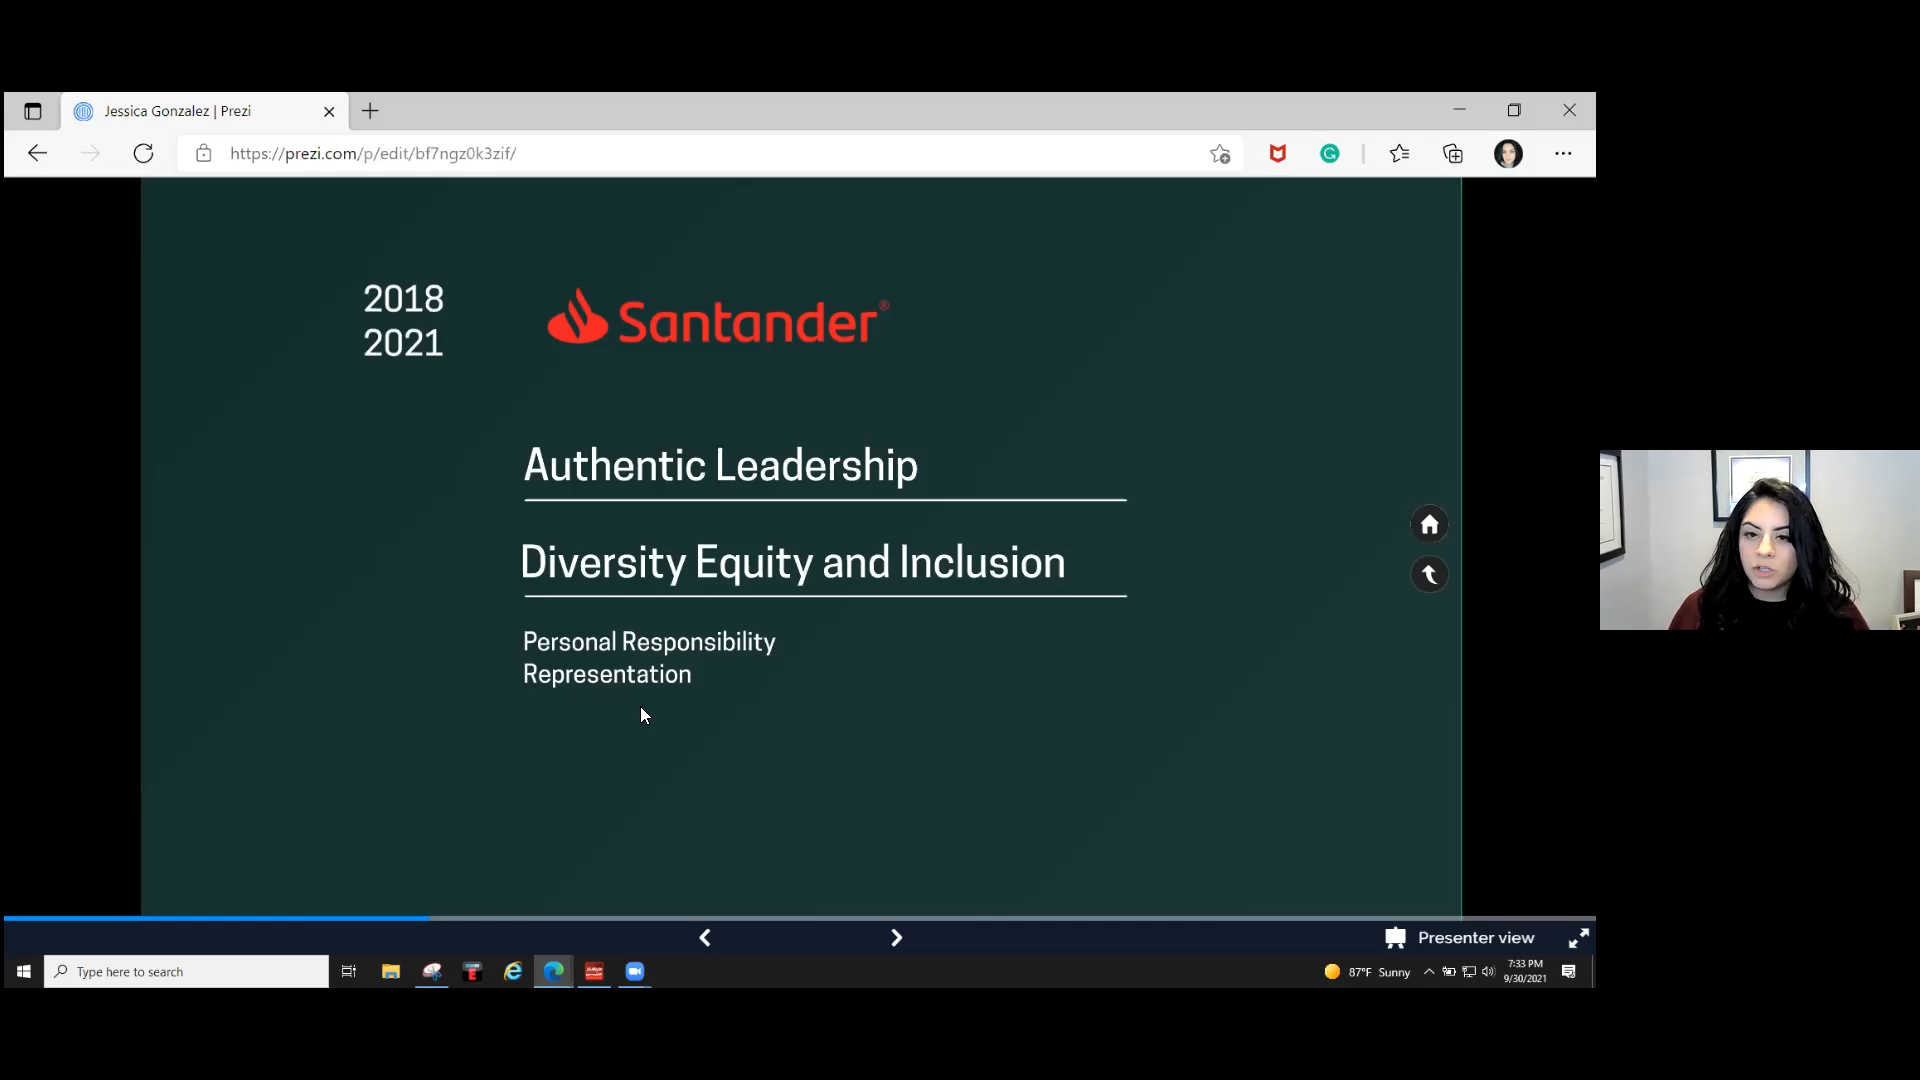 Jessica Gonzalez | Prezi
https://prezi.com/p/edit/bf7ngz0k3zif/
2018
2021
Santander®
Authentic Leadership
Diversity Equity and Inclusion
Personal Responsibility
Representation
Presenter view
Type here to search
87°F Sunny
7:33 PM
9/30/2021